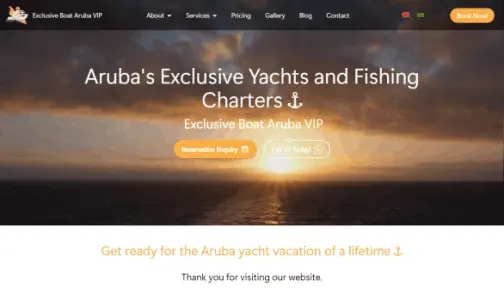 Exclusive Boat Aruba VIP
About
Services
Pricing
Gallery
Blog
Contact
Book Now!
Aruba's Exclusive Yachts and Fishing
Charters
Exclusive Boat Aruba VIP
Reservation Enquiry
Get ready for the Aruba yacht vacation of a lifetime
Thank you for visiting our website.